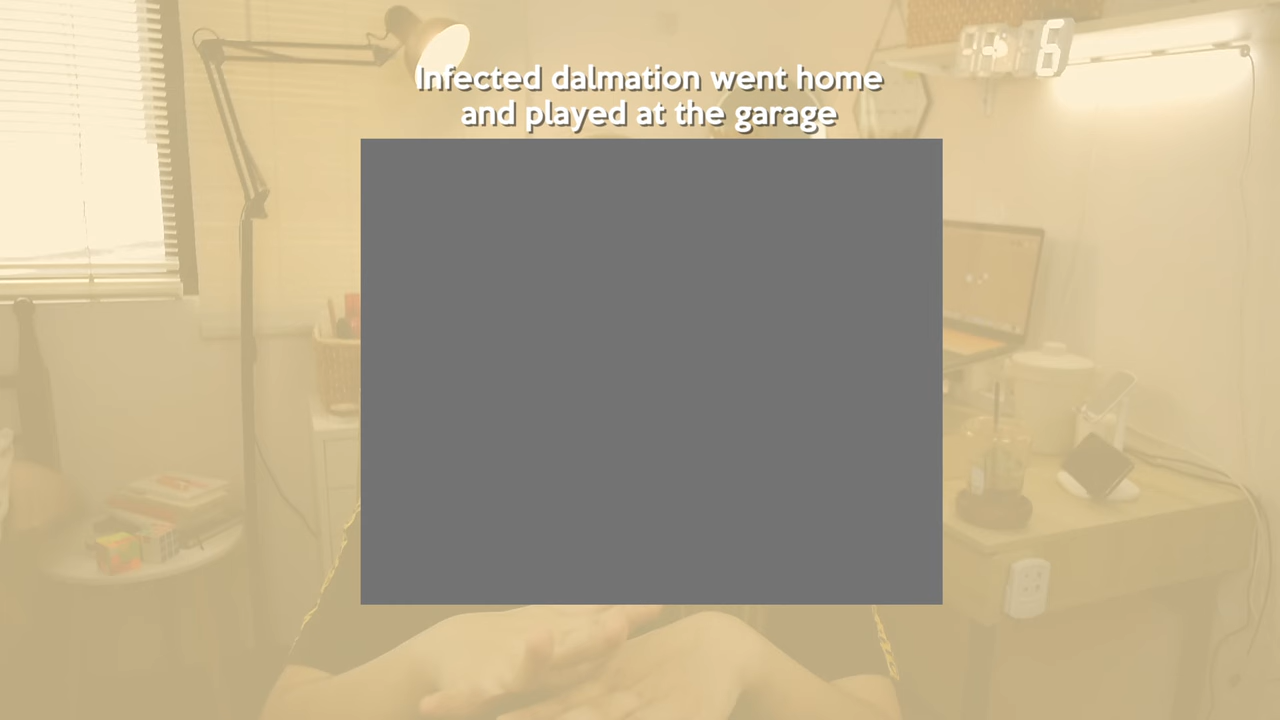 Infected dalmation went home
and played at the garage